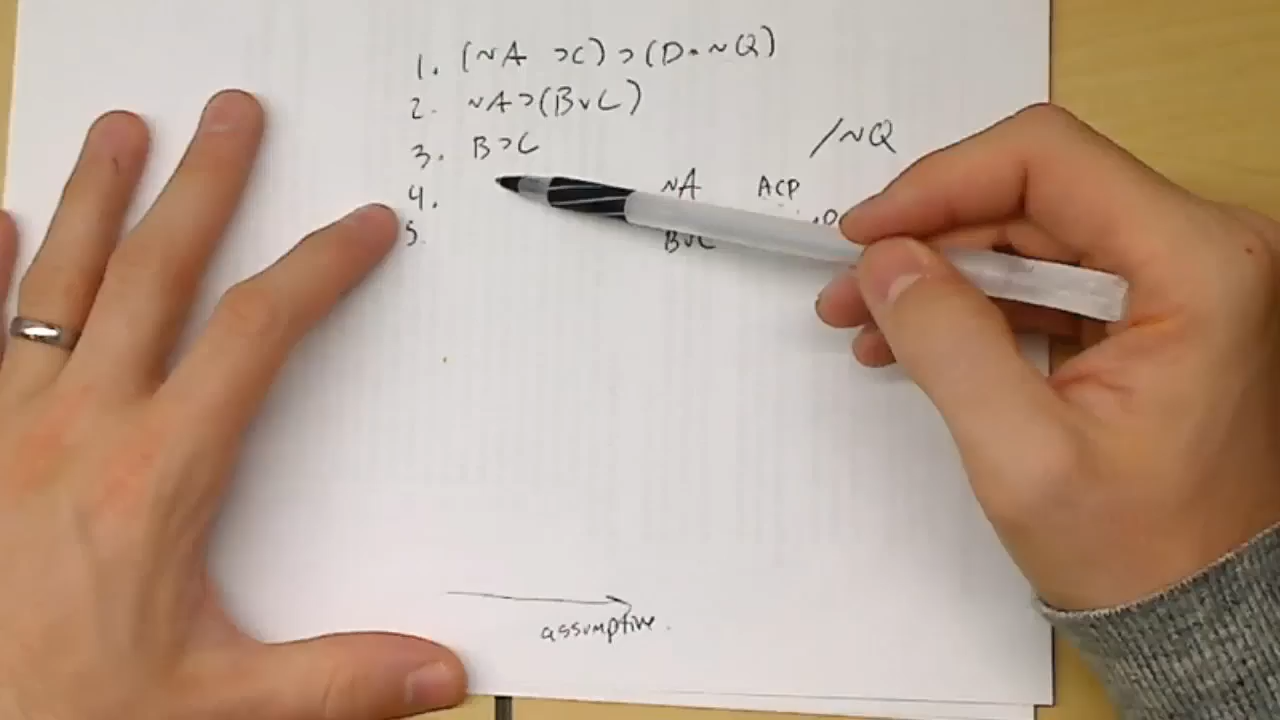 1. (~A ⊃C) ⊃ (D • ~Q)
2. ~A ⊃ (B v C)
3. B ⊃ C /~Q
4. ~A ACP
5. B v C
assumptive.